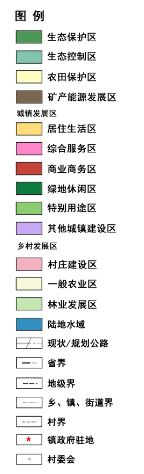 图 例
生态保护区
生态控制区
农田保护区
矿产能源发展区
城镇发展区
居住生活区
综合服务区
商业商务区
绿地休闲区
特别用途区
其他城镇建设区
乡村发展区
村庄建设区
一般农业区
林业发展区
陆地水域
现状/规划公路
省界
地级界
乡、镇、街道界
村界
镇政府驻地
村委会